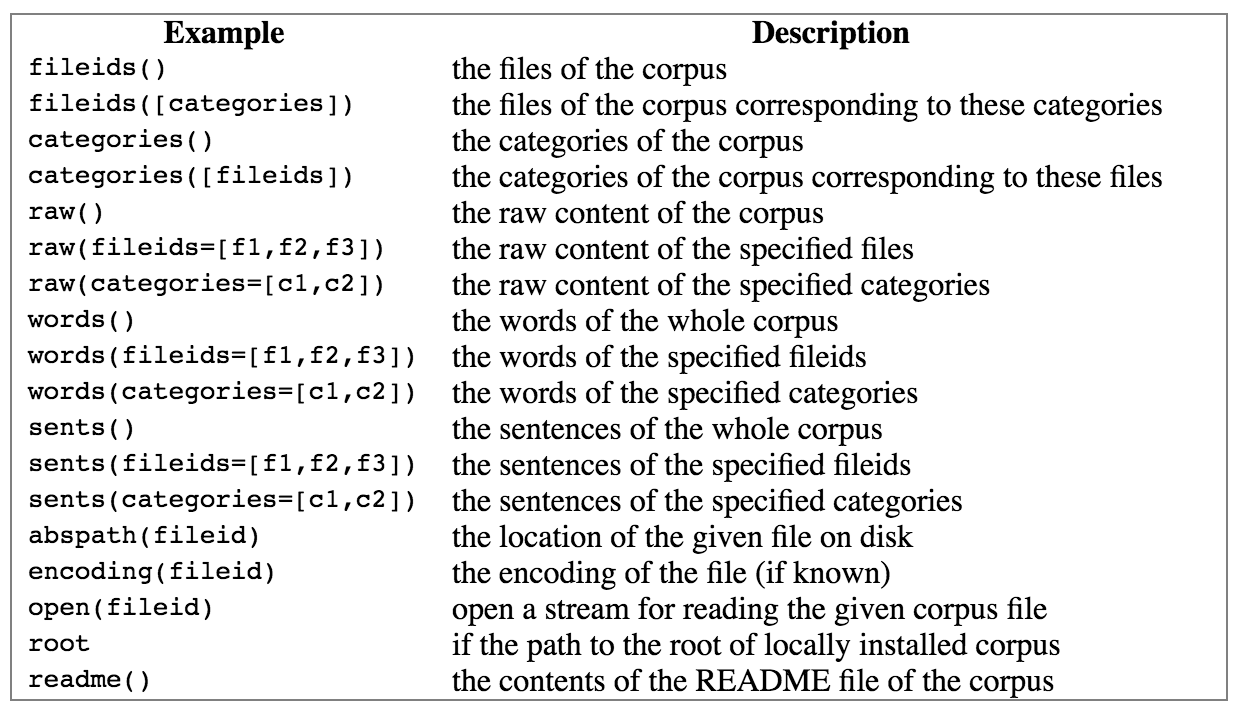 Example Description
fileids() the files of the corpus
fileids([categories]) the files of the corpus corresponding to these categories
categories() the categories of the corpus
categories([fileids]) the categories of the corpus corresponding to these files
raw() the raw content of the corpus
raw(fileids=[f1,f2,f3]) the raw content of the specified files
raw(categories=[c1,c2]) the raw content of the specified categories
words() the words of the whole corpus
words(fileids=[f1,f2,f3]) the words of the specified fileids
words(categories=[c1,c2]) the words of the specified categories
sents() the sentences of the whole corpus
sents(fileids=[f1,f2,f3]) the sentences of the specified fileids
sents(categories=[c1,c2]) the sentences of the specified categories
abspath(fileid) the location of the given file on disk
encoding(fileid) the encoding of the file (if known)
open(fileid) open a stream for reading the given corpus file
root if the path to the root of locally installed corpus
readme() the contents of the README file of the corpus